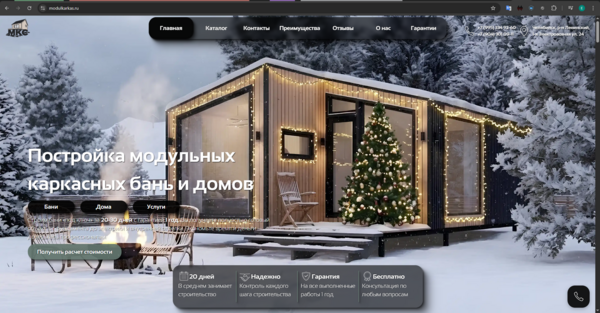 МКС
Главная
Каталог
Контакты
Преимущества
Отзывы
О нас
Гарантии
Постройка модульных
каркасных бань и домов
Бани
Дома
Услуги
Получить расчет стоимости
20 дней
В среднем занимает
строительство
Надежно
Контроль каждого
шага строительства
Гарантия
На все выполненные
работы 1 год
Бесплатно
Консультация по
любым вопросам